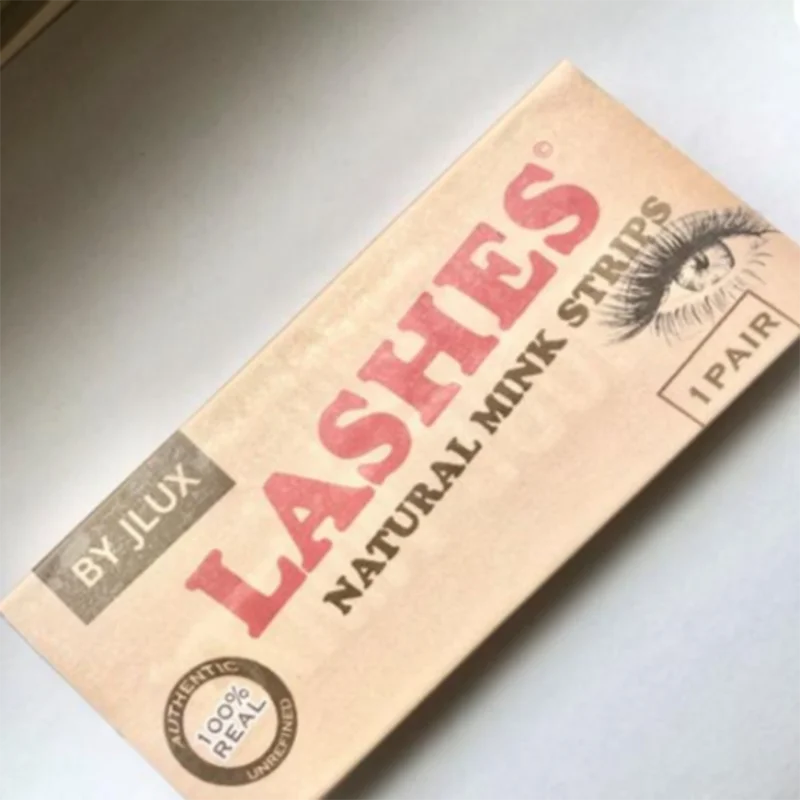 BY JLUX
LASHES©
NATURAL MINK STRIPS
1 PAIR
AUTHENTIC
100%
REAL
UNREFINED